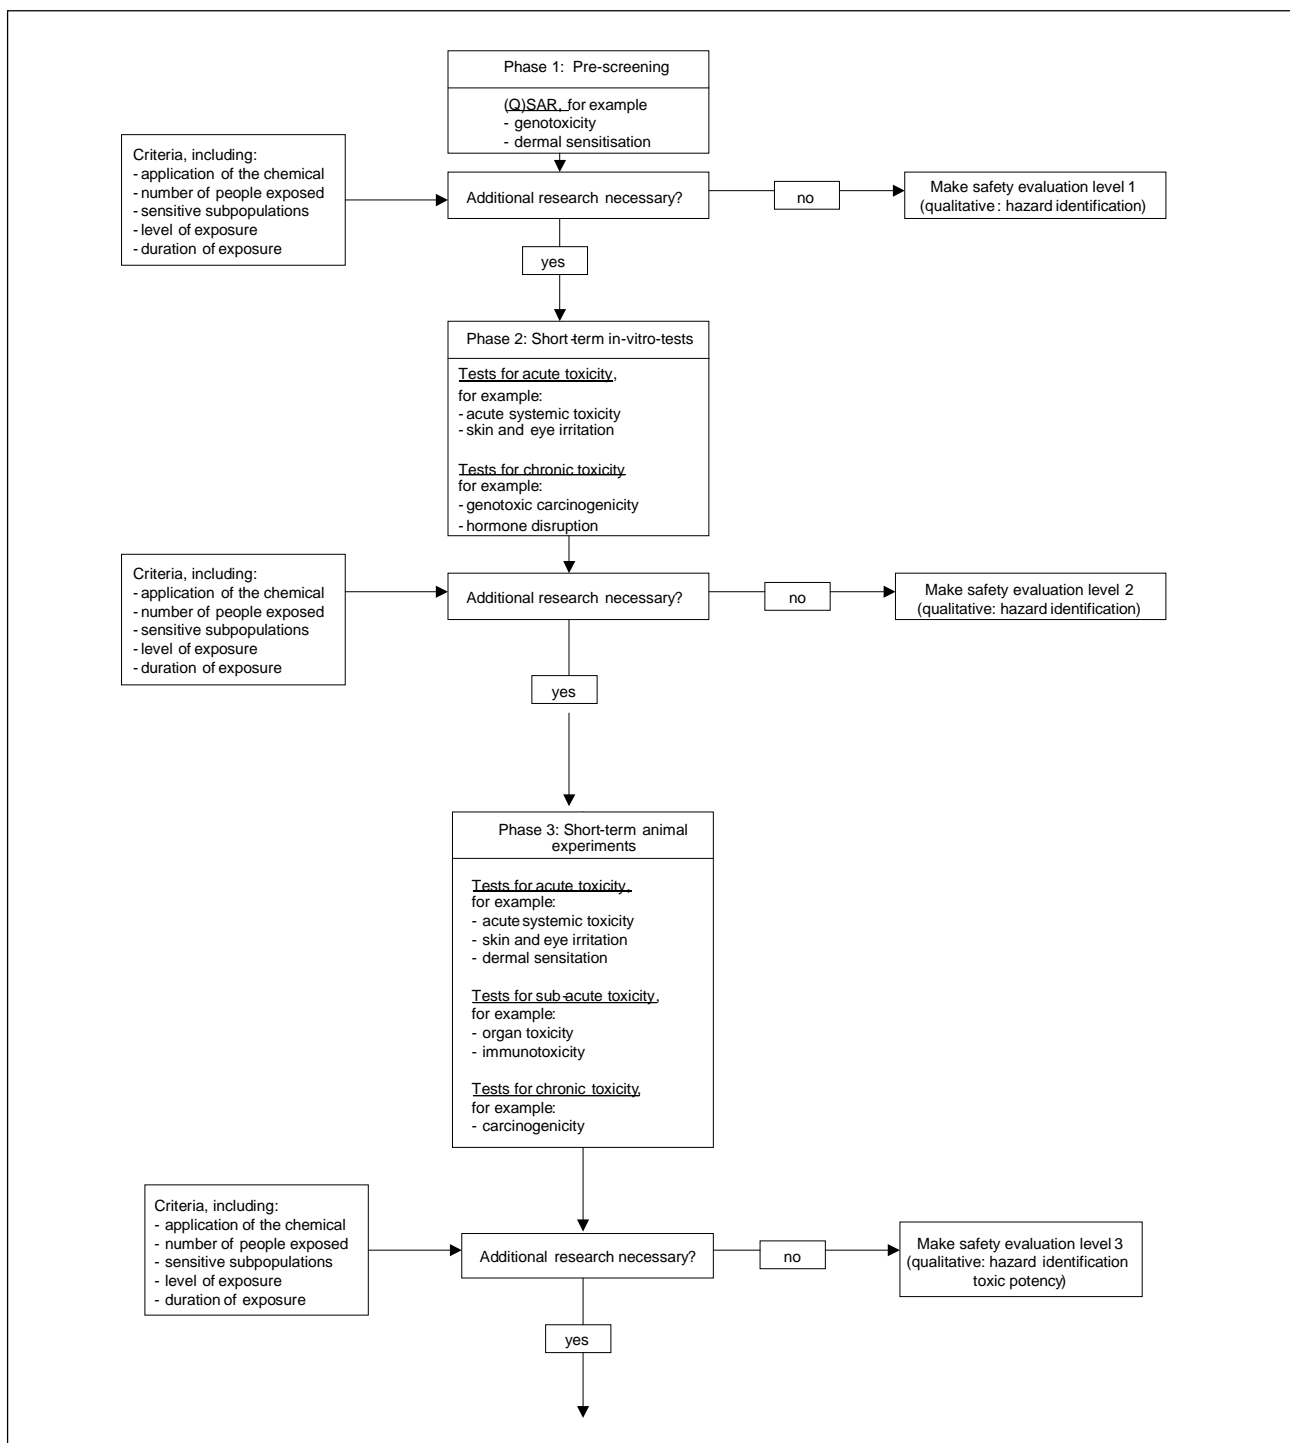 Phase 1: Pre-screening
(Q)SAR, for example
- genotoxicity
- dermal sensitisation
Criteria, including:
- application of the chemical
- number of people exposed
- sensitive subpopulations
- level of exposure
- duration of exposure
Additional research necessary?
no
Make safety evaluation level 1
(qualitative: hazard identification)
yes
Phase 2: Short-term in-vitro-tests
Tests for acute toxicity,
for example:
- acute systemic toxicity
- skin and eye irritation
Tests for chronic toxicity
for example:
- genotoxic carcinogenicity
- hormone disruption
Criteria, including:
- application of the chemical
- number of people exposed
- sensitive subpopulations
- level of exposure
- duration of exposure
Additional research necessary?
no
Make safety evaluation level 2
(qualitative: hazard identification)
yes
Phase 3: Short-term animal
experiments
Tests for acute toxicity,
for example:
- acute systemic toxicity
- skin and eye irritation
- dermal sensitation
Tests for sub-acute toxicity,
for example:
- organ toxicity
- immunotoxicity
Tests for chronic toxicity,
for example:
- carcinogenicity
Criteria, including:
- application of the chemical
- number of people exposed
- sensitive subpopulations
- level of exposure
- duration of exposure
Additional research necessary?
no
Make safety evaluation level 3
(qualitative: hazard identification
toxic potency)
yes